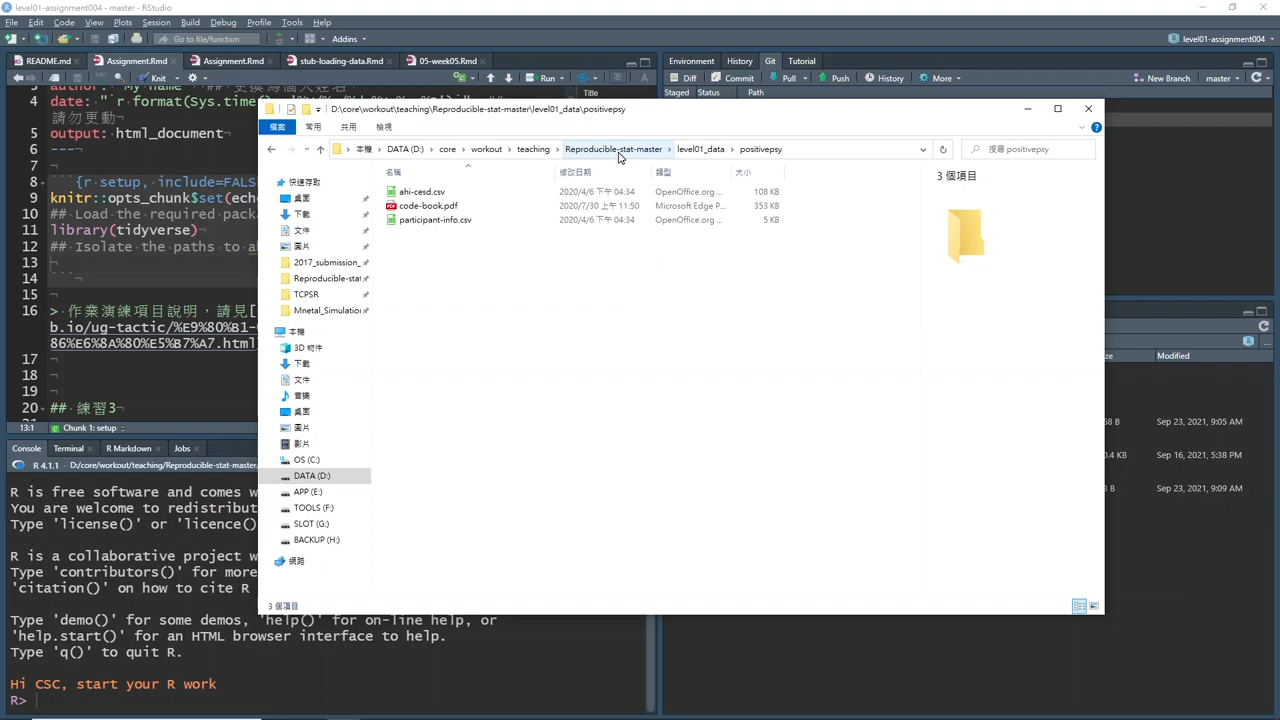 level01-assignment004 - master - RStudio
File Edit Code View Plots Session Build Debug Profile Tools Help
Go to file/function Addins level01-assignment004
README.md Assignment.Rmd Assignment.Rmd stub-loading-data.Rmd 05-week05.Rmd
Knit Run
Title
4 date: "`r format(Sys.time()
請勿更動
5 output: html_document
6 ---
7
8 ```{r setup, include=FALS
9 knitr::opts_chunk$set(ech
10 ## Load the required pack
11 library(tidyverse)
12 ## Isolate the paths to a
13
14 ```
15
16 > 作業演練項目說明，請見[
b.io/ug-tactic/%E9%80%B1-
86%E6%8A%80%E5%B7%A7.html
17
18
19
20 ## 練習3
13:1 Chunk 1: setup
Console Terminal R Markdown Jobs
R 4.1.1 · D:/core/workout/teaching/Reproducible-stat-master
R is free software and comes w
You are welcome to redistribut
Type 'license()' or 'licence()
R is a collaborative project w
Type 'contributors()' for more
'citation()' on how to cite R
Type 'demo()' for some demos, 'help()' for on-line help, or
'help.start()' for an HTML browser interface to help.
Type 'q()' to quit R.
Hi CSC, start your R work
R>
Environment History Git Tutorial
Diff Commit Pull Push History More New Branch master
Staged Status Path
D:\core\workout\teaching\Reproducible-stat-master\level01_data\positivepsy
檔案 常用 共用 檢視
本機 DATA (D:) core workout teaching Reproducible-stat-master level01_data positivepsy 搜尋 positivepsy
名稱 修改日期 類型 大小
ahi-cesd.csv 2020/4/6 下午 04:34 OpenOffice.org ... 108 KB
code-book.pdf 2020/7/30 上午 11:50 Microsoft Edge P... 353 KB
participant-info.csv 2020/4/6 下午 04:34 OpenOffice.org ... 5 KB
3 個項目
快速存取
桌面
下載
文件
圖片
2017_submission_
Reproducible-sta
TCPSR
Mnetal_Simulation
本機
3D 物件
下載
文件
音樂
桌面
圖片
影片
OS (C:)
DATA (D:)
APP (E:)
TOOLS (F:)
SLOT (G:)
BACKUP (H:)
網路
3 個項目
ze Modified
68 B Sep 23, 2021, 9:05 AM
0.4 KB Sep 16, 2021, 5:38 PM
3 B Sep 23, 2021, 9:09 AM